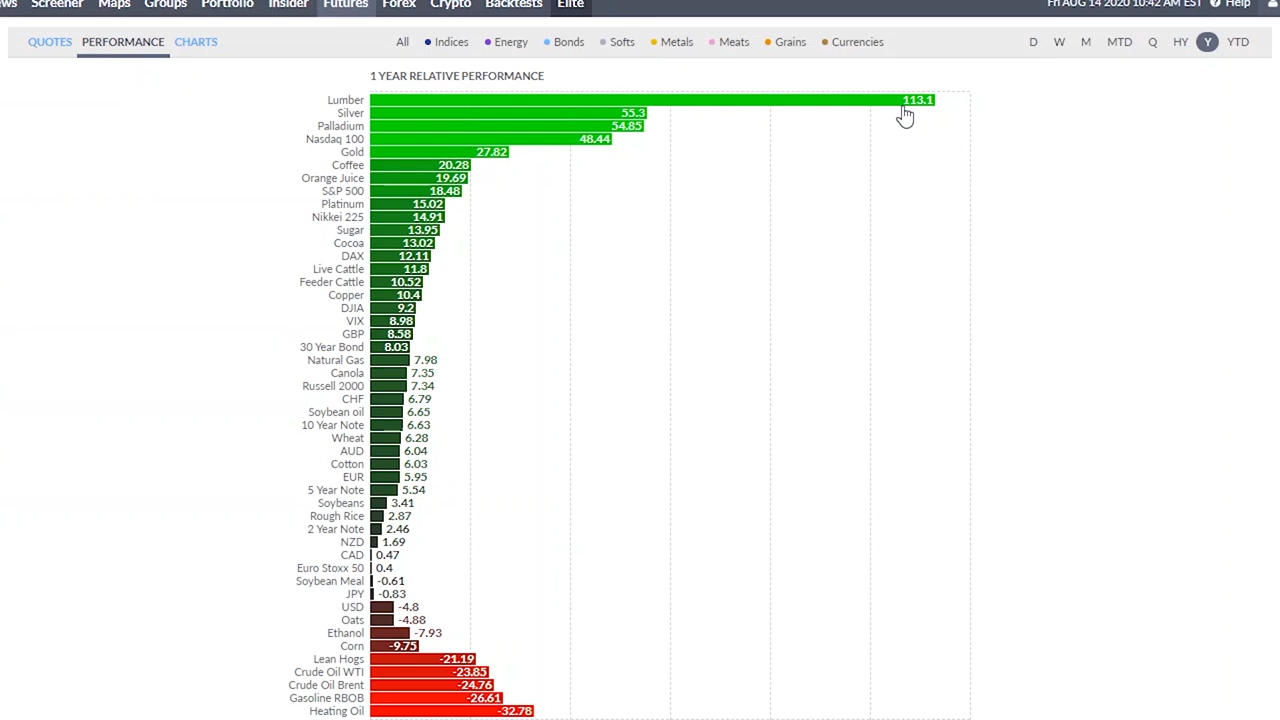 ws Screener Maps Groups Portfolio Insider Futures Forex Crypto Backtests Elite Fri AUG 14 2020 10:42 AM EST Help
QUOTES PERFORMANCE CHARTS All Indices Energy Bonds Softs Metals Meats Grains Currencies D W M MTD Q HY Y YTD
1 YEAR RELATIVE PERFORMANCE
Lumber 113.1
Silver 55.3
Palladium 54.85
Nasdaq 100 48.44
Gold 27.82
Coffee 20.28
Orange Juice 19.69
S&P 500 18.48
Platinum 15.02
Nikkei 225 14.91
Sugar 13.95
Cocoa 13.02
DAX 12.11
Live Cattle 11.8
Feeder Cattle 10.52
Copper 10.4
DJIA 9.2
VIX 8.98
GBP 8.58
30 Year Bond 8.03
Natural Gas 7.98
Canola 7.35
Russell 2000 7.34
CHF 6.79
Soybean oil 6.65
10 Year Note 6.63
Wheat 6.28
AUD 6.04
Cotton 6.03
EUR 5.95
5 Year Note 5.54
Soybeans 3.41
Rough Rice 2.87
2 Year Note 2.46
NZD 1.69
CAD 0.47
Euro Stoxx 50 0.4
Soybean Meal -0.61
JPY -0.83
USD -4.8
Oats -4.88
Ethanol -7.93
Corn -9.75
Lean Hogs -21.19
Crude Oil WTI -23.85
Crude Oil Brent -24.76
Gasoline RBOB -26.61
Heating Oil -32.78